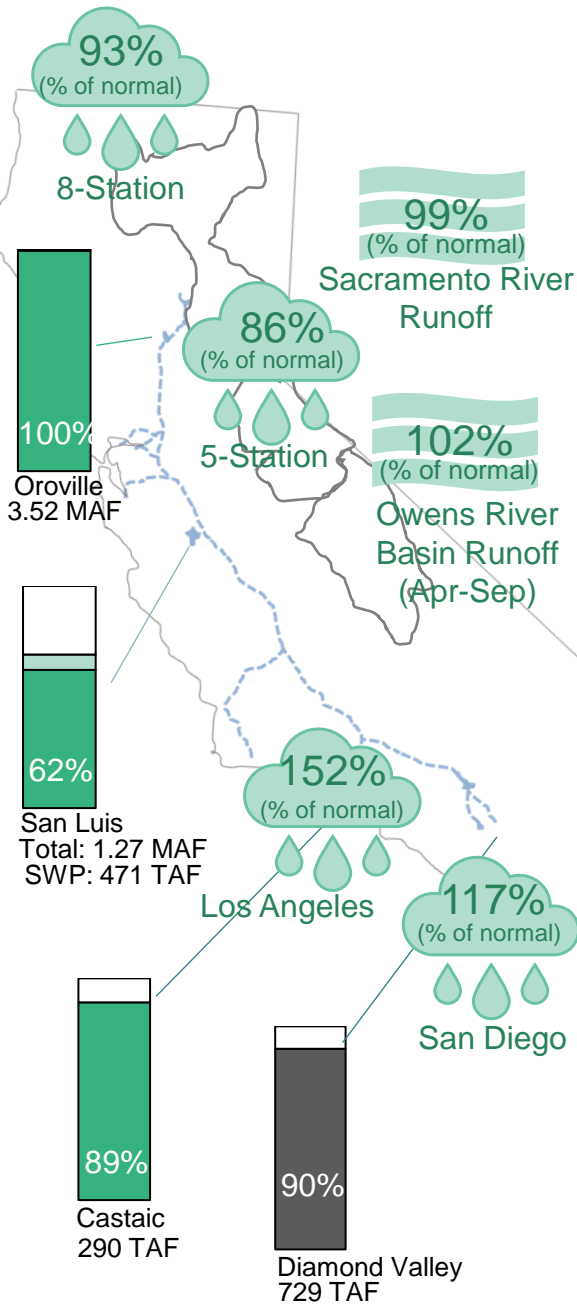 93%
(% of normal)
8-Station
99%
(% of normal)
Sacramento River
Runoff
86%
(% of normal)
5-Station
100%
Oroville
3.52 MAF
102%
(% of normal)
Owens River
Basin Runoff
(Apr-Sep)
62%
San Luis
Total: 1.27 MAF
SWP: 471 TAF
152%
(% of normal)
Los Angeles
117%
(% of normal)
San Diego
89%
Castaic
290 TAF
90%
Diamond Valley
729 TAF